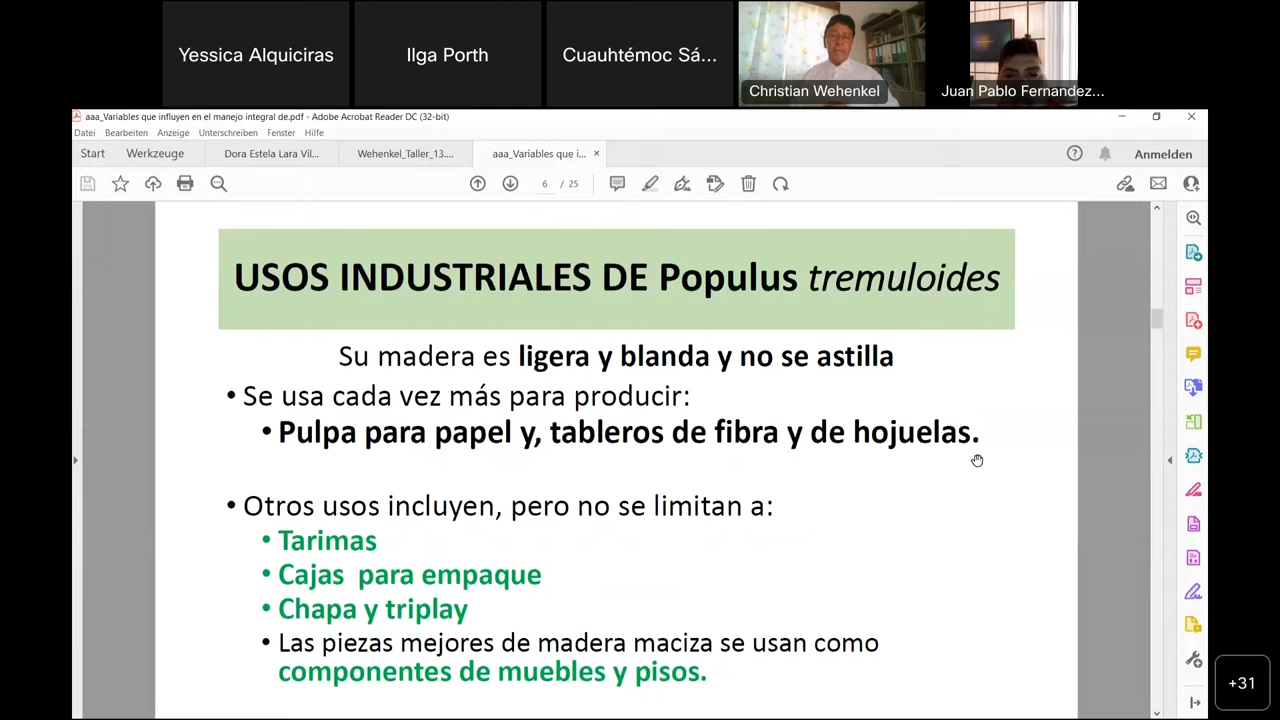 Yessica Alquiciras
Ilga Porth
Cuauhtémoc Sá...
Christian Wehenkel
Juan Pablo Fernandez...
aaa_Variables que influyen en el manejo integral de.pdf - Adobe Acrobat Reader DC (32-bit)
Datei Bearbeiten Anzeige Unterschreiben Fenster Hilfe
Start Werkzeuge Dora Estela Lara Vil... Wehenkel_Taller_13.... aaa_Variables que i... × Anmelden
6 / 25
USOS INDUSTRIALES DE Populus tremuloides
Su madera es ligera y blanda y no se astilla
• Se usa cada vez más para producir:
• Pulpa para papel y, tableros de fibra y de hojuelas.
• Otros usos incluyen, pero no se limitan a:
• Tarimas
• Cajas para empaque
• Chapa y triplay
• Las piezas mejores de madera maciza se usan como
componentes de muebles y pisos.
+31